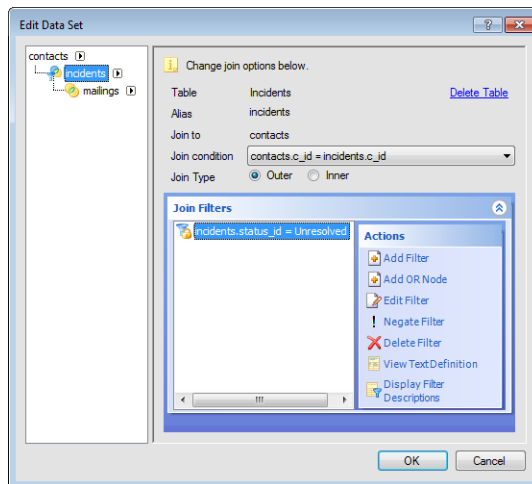 Edit Data Set
contacts
incidents
mailings
Change join options below.
Table Incidents Delete Table
Alias incidents
Join to contacts
Join condition contacts.c_id = incidents.c_id
Join Type Outer Inner
Join Filters
incidents.status_id = Unresolved
Actions
Add Filter
Add OR Node
Edit Filter
Negate Filter
Delete Filter
View Text Definition
Display Filter
Descriptions
OK Cancel